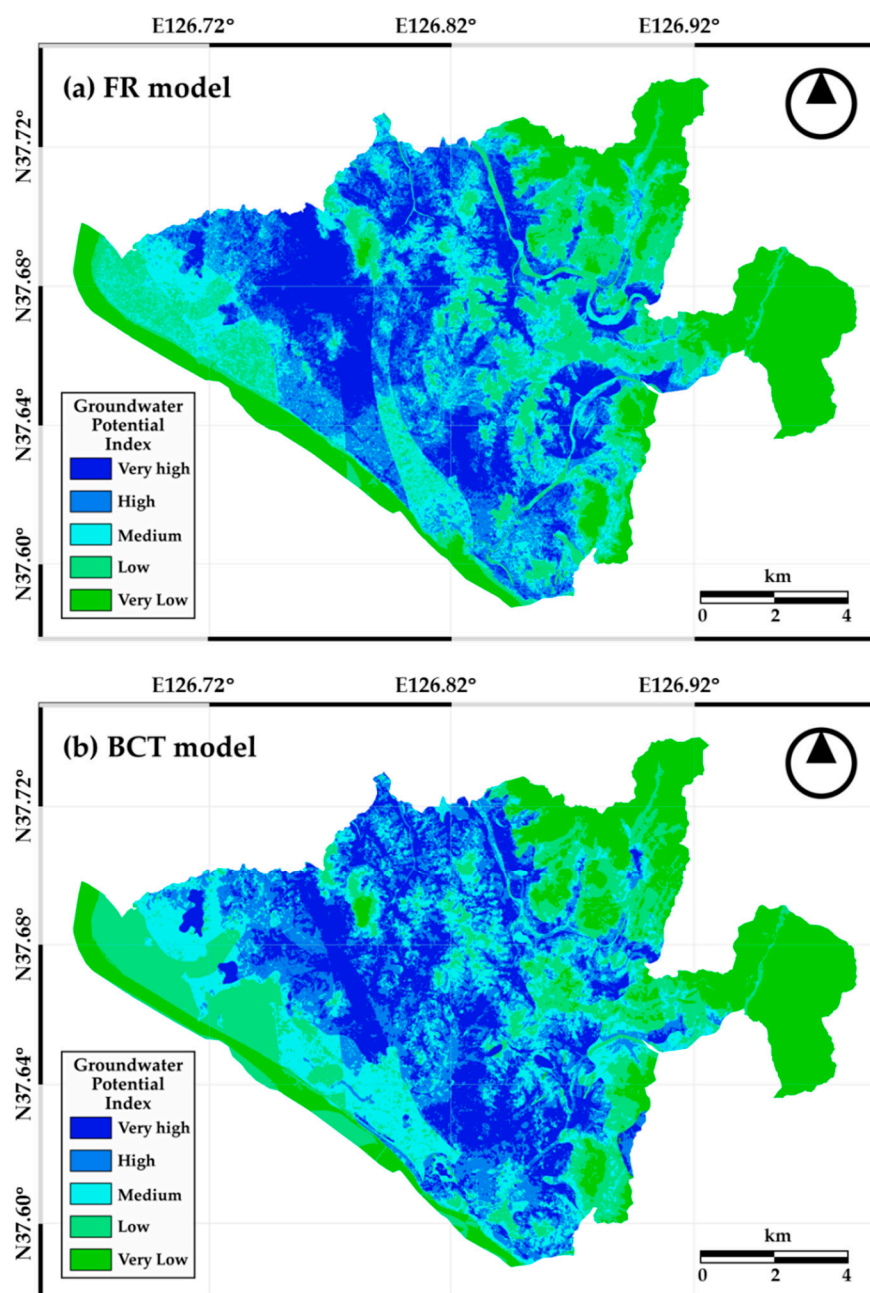 E126.72° E126.82° E126.92°
(a) FR model
N37.72°
N37.68°
N37.64°
N37.60°
Groundwater
Potential
Index
Very high
High
Medium
Low
Very Low
km
0 2 4
E126.72° E126.82° E126.92°
(b) BCT model
N37.72°
N37.68°
N37.64°
N37.60°
Groundwater
Potential
Index
Very high
High
Medium
Low
Very Low
km
0 2 4